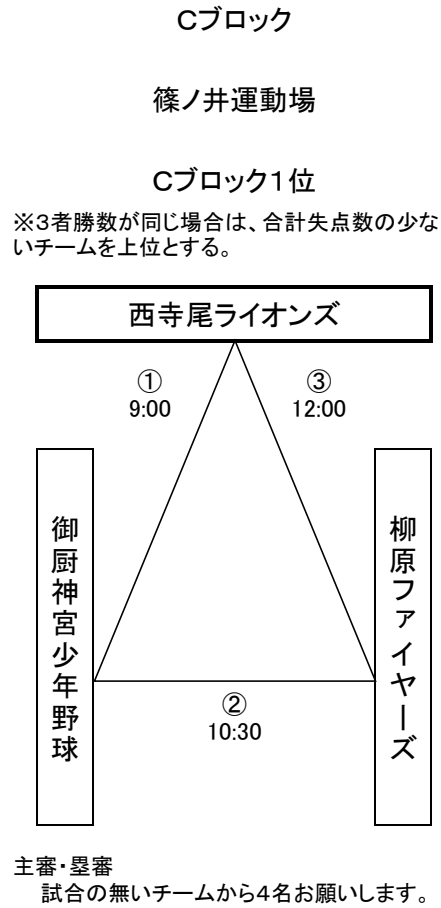 Cブロック
篠ノ井運動場
Cブロック1位
※3者勝数が同じ場合は、合計失点数の少な
いチームを上位とする。
西寺尾ライオンズ
① ③
9:00 12:00
御厨神宮少年野球
柳原ファイヤーズ
②
10:30
主審・塁審
試合の無いチームから4名お願いします。